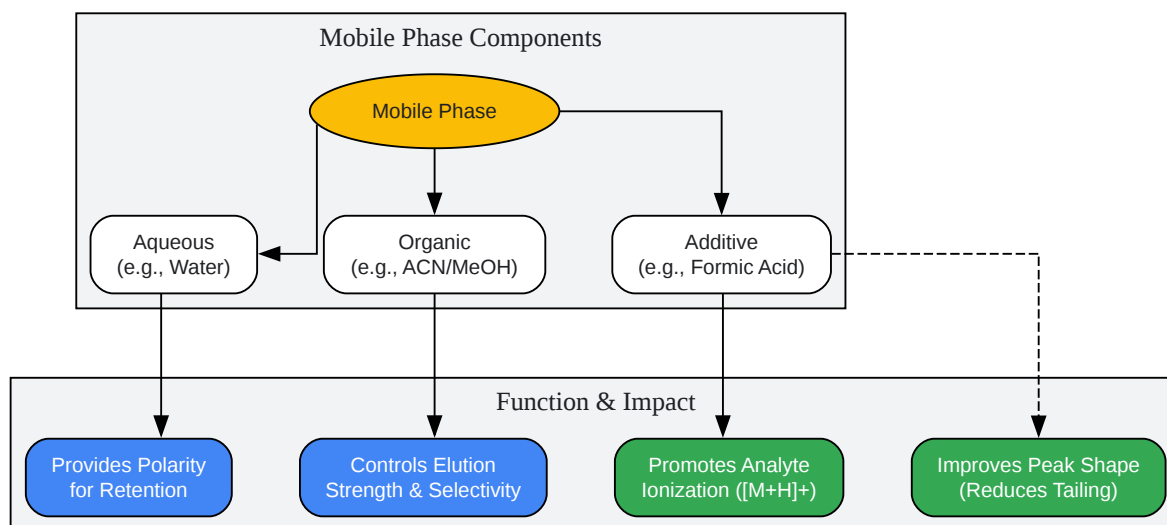 Mobile Phase Components
Mobile Phase
Aqueous
(e.g., Water)
Organic
(e.g., ACN/MeOH)
Additive
(e.g., Formic Acid)
Function & Impact
Provides Polarity
for Retention
Controls Elution
Strength & Selectivity
Promotes Analyte
Ionization ([M+H]+)
Improves Peak Shape
(Reduces Tailing)